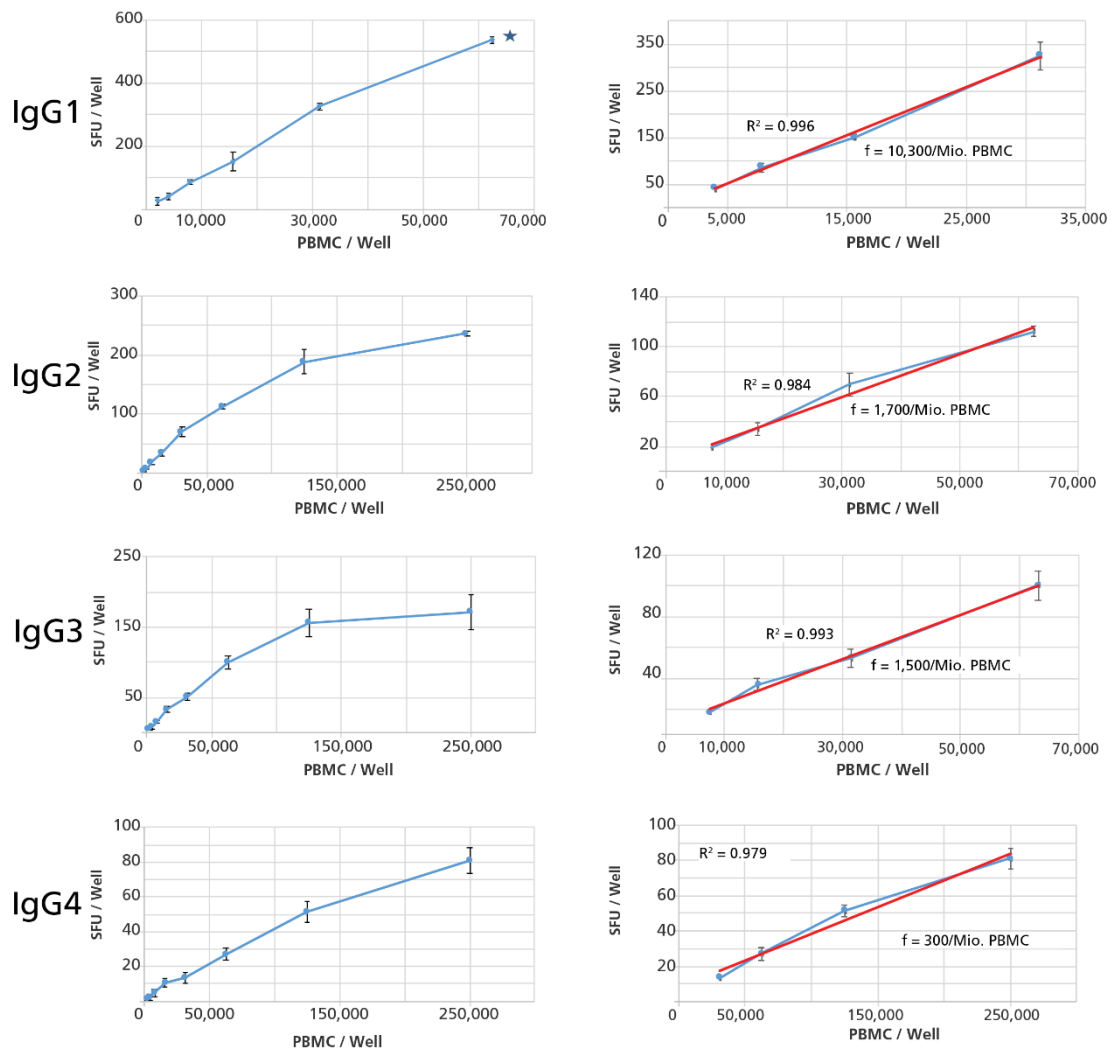 IgG1
SFU / Well
600
400
200
0
10,000
30,000
50,000
70,000
PBMC / Well
SFU / Well
350
250
150
50
0
5,000
15,000
25,000
35,000
R² = 0.996
f = 10,300/Mio. PBMC
PBMC / Well
IgG2
SFU / Well
300
200
100
0
50,000
150,000
250,000
PBMC / Well
SFU / Well
140
100
60
20
0
10,000
30,000
50,000
70,000
R² = 0.984
f = 1,700/Mio. PBMC
PBMC / Well
IgG3
SFU / Well
250
150
50
0
50,000
150,000
250,000
PBMC / Well
SFU / Well
120
80
40
0
10,000
30,000
50,000
70,000
R² = 0.993
f = 1,500/Mio. PBMC
PBMC / Well
IgG4
SFU / Well
100
80
60
40
20
0
50,000
150,000
250,000
PBMC / Well
SFU / Well
100
80
60
40
20
0
50,000
150,000
250,000
R² = 0.979
f = 300/Mio. PBMC
PBMC / Well